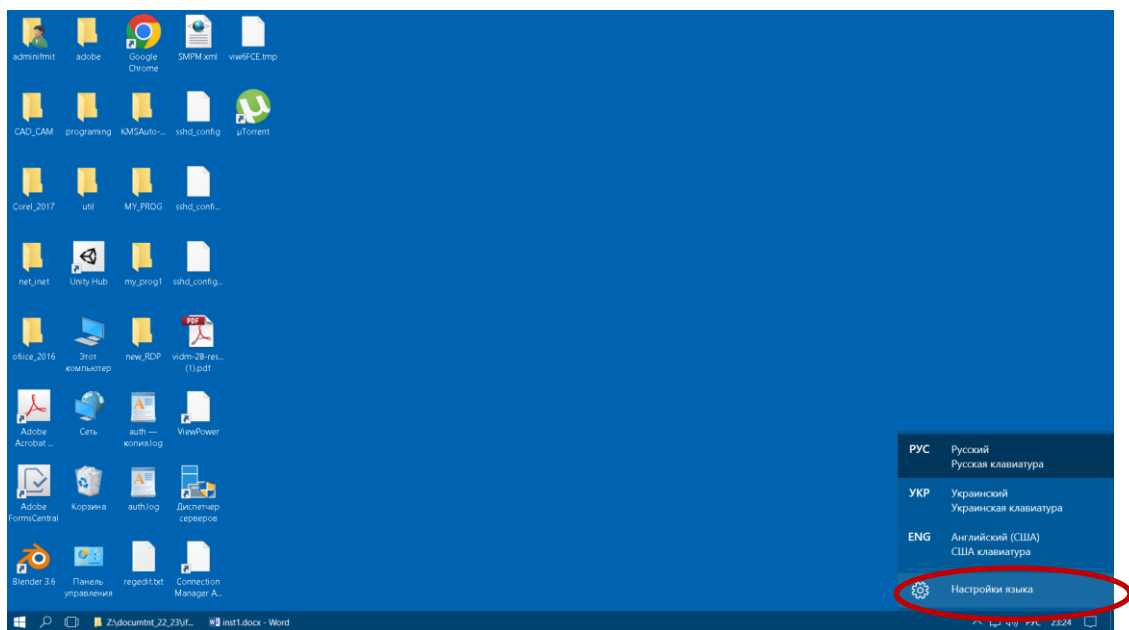 adminifmit
adobe
Google
Chrome
SMPM.xml
viw6FCE.tmp
CAD_CAM
programing
KMSAuto-...
sshd_config
µTorrent
Corel_2017
util
MY_PROG
sshd_confi...
net_inet
Unity Hub
my_prog1
sshd_config...
office_2016
Этот
компьютер
new_RDP
PDF
vidm-28-res...
(1).pdf
Adobe
Acrobat ...
Сеть
auth —
копия.log
ViewPower
Adobe
FormsCentral
Корзина
auth.log
Диспетчер
серверов
Blender 3.6
Панель
управления
regedit.txt
Connection
Manager A...
РУС Русский
Русская клавиатура
УКР Украинский
Украинская клавиатура
ENG Английский (США)
США клавиатура
Настройки языка
Z:\documtnt_22_23\if... inst1.docx - Word
РУС 23:24